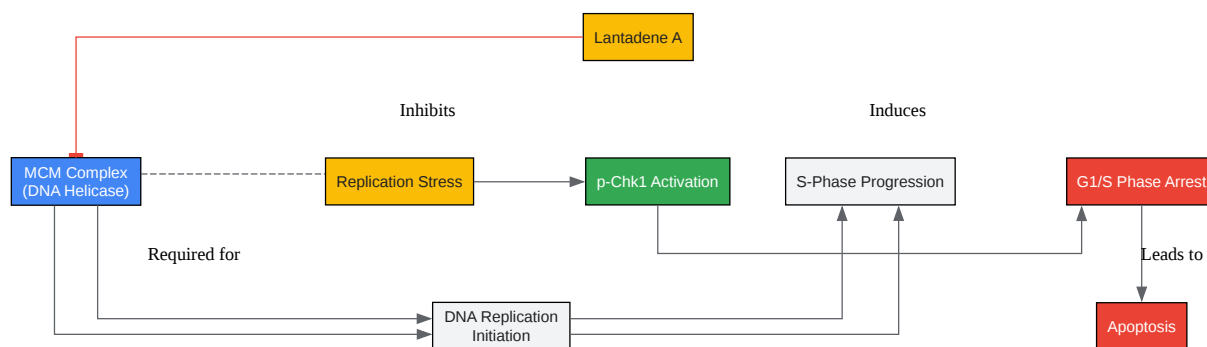 Lantadene A
Inhibits
Induces
MCM Complex
(DNA Helicase)
Replication Stress
p-Chk1 Activation
S-Phase Progression
G1/S Phase Arrest
Required for
Leads to
DNA Replication
Initiation
Apoptosis